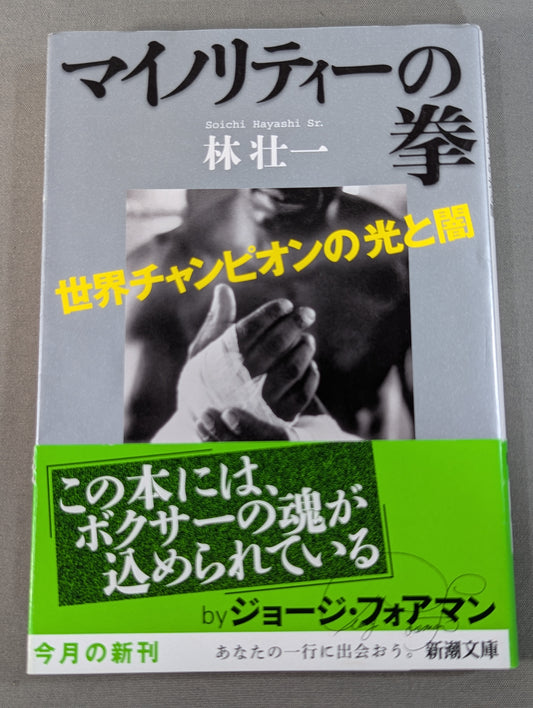 マイノリティーの
拳
Soichi Hayashi Sr.
林 壮一
世界チャンピオンの光と闇
この本には、
ボクサーの魂が
込められている
by ジョージ・フォアマン
今月の新刊
あなたの一行に出会おう。新潮文庫